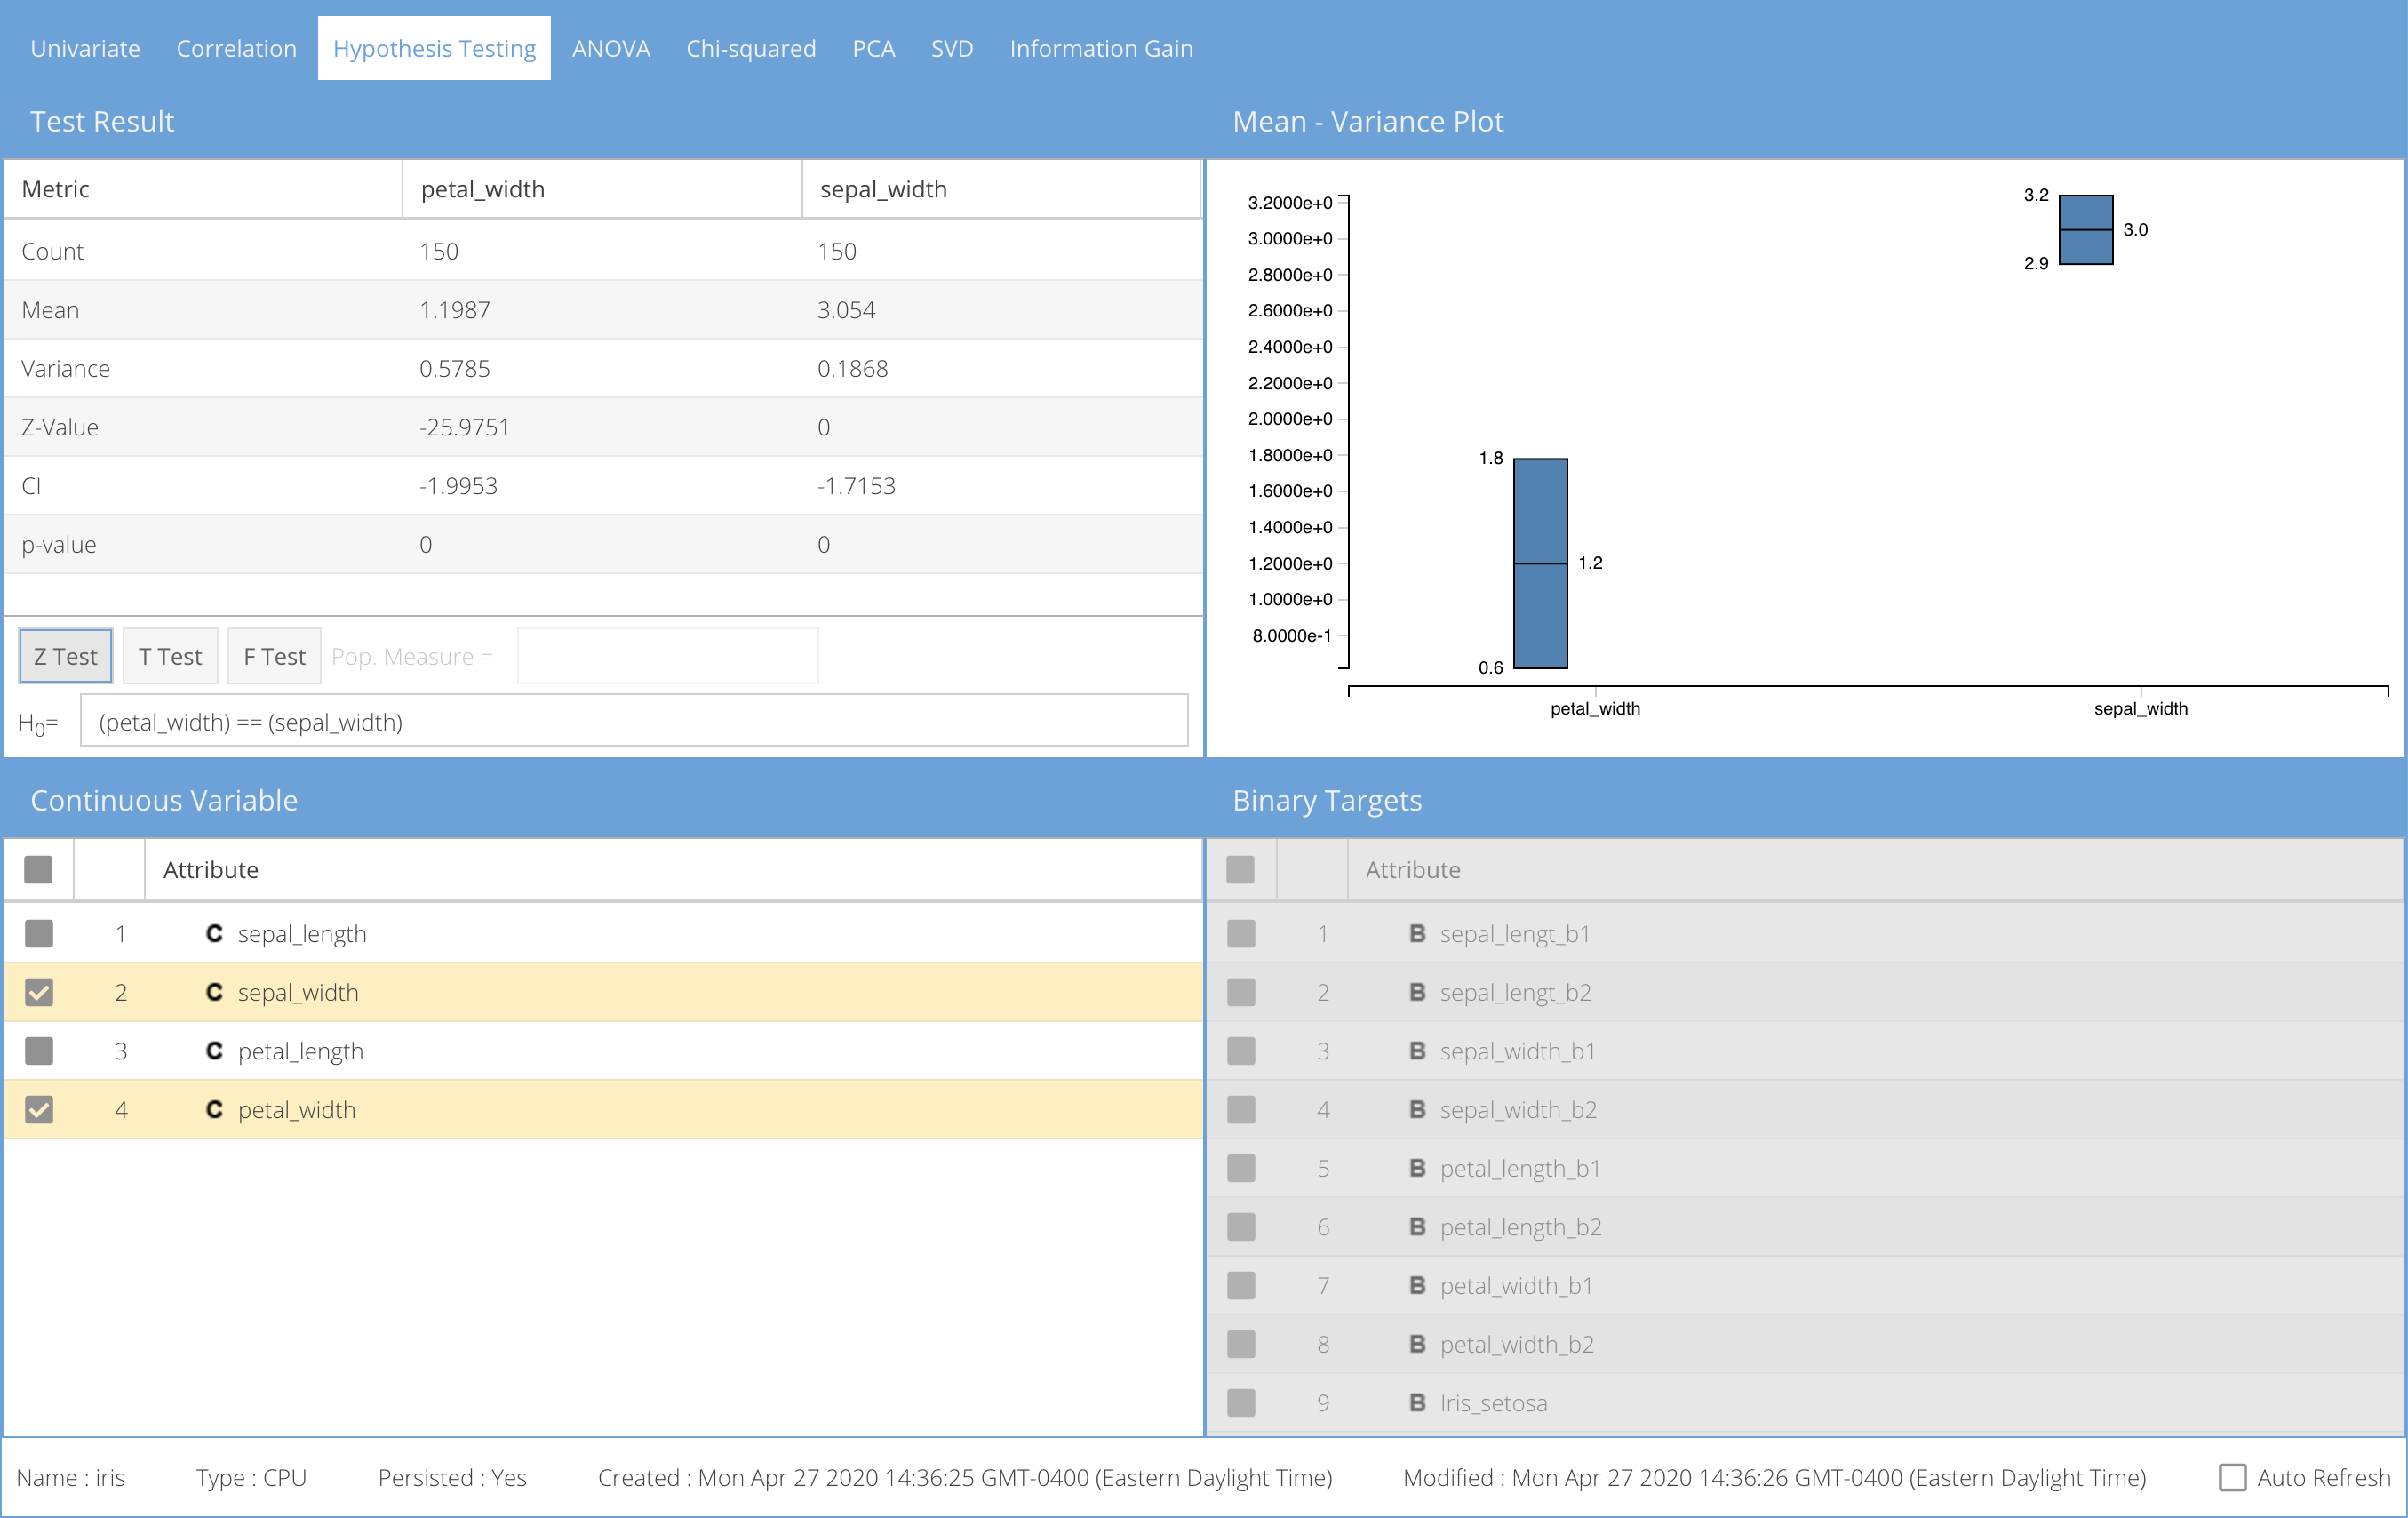 Univariate Correlation Hypothesis Testing ANOVA Chi-squared PCA SVD Information Gain
Test Result
Metric petal_width sepal_width
Count 150 150
Mean 1.1987 3.054
Variance 0.5785 0.1868
Z-Value -25.9751 0
CI -1.9953 -1.7153
p-value 0 0
Z Test T Test F Test Pop. Measure =
H0= (petal_width) == (sepal_width)
Mean - Variance Plot
3.2000e+0
3.0000e+0
2.8000e+0
2.6000e+0
2.4000e+0
2.2000e+0
2.0000e+0
1.8000e+0
1.6000e+0
1.4000e+0
1.2000e+0
1.0000e+0
8.0000e-1
1.8
1.2
0.6
3.2
3.0
2.9
petal_width sepal_width
Continuous Variable
Attribute
1 C sepal_length
2 C sepal_width
3 C petal_length
4 C petal_width
Binary Targets
Attribute
1 B sepal_lengt_b1
2 B sepal_lengt_b2
3 B sepal_width_b1
4 B sepal_width_b2
5 B petal_length_b1
6 B petal_length_b2
7 B petal_width_b1
8 B petal_width_b2
9 B Iris_setosa
Name : iris Type : CPU Persisted : Yes Created : Mon Apr 27 2020 14:36:25 GMT-0400 (Eastern Daylight Time) Modified : Mon Apr 27 2020 14:36:26 GMT-0400 (Eastern Daylight Time) Auto Refresh